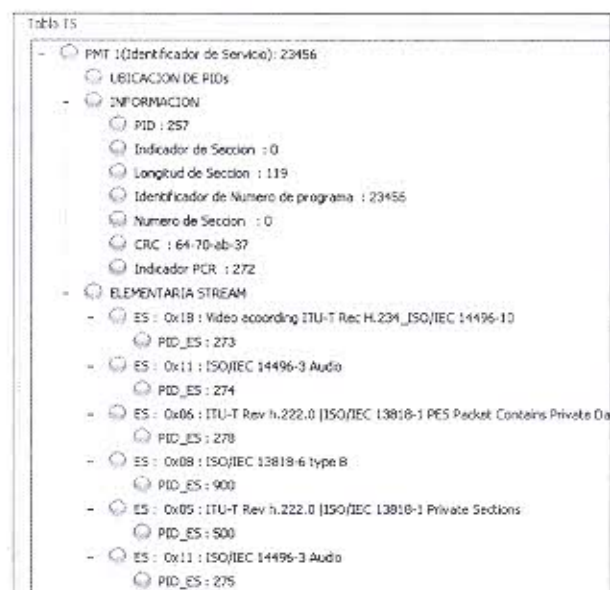 Tabla TS
PMT 1(Identificador de Servicio): 23456
UBICACION DE PIDs
INFORMACION
PID : 257
Indicador de Seccion : 0
Longitud de Seccion : 119
Identificador de Numero de programa : 23456
Numero de Seccion : 0
CRC : 64-70-ab-37
Indicador PCR : 272
ELEMENTARIA STREAM
ES : 0x1B : Video according ITU-T Rec H.234_ISO/IEC 14496-10
PID_ES : 273
ES : 0x11 : ISO/IEC 14496-3 Audio
PID_ES : 274
ES : 0x06 : ITU-T Rev h.222.0 |ISO/IEC 13818-1 PES Packet Contains Private Da
PID_ES : 278
ES : 0x0B : ISO/IEC 13818-6 type B
PID_ES : 900
ES : 0x05 : ITU-T Rev h.222.0 |ISO/IEC 13818-1 Private Sections
PID_ES : 500
ES : 0x11 : ISO/IEC 14496-3 Audio
PID_ES : 275